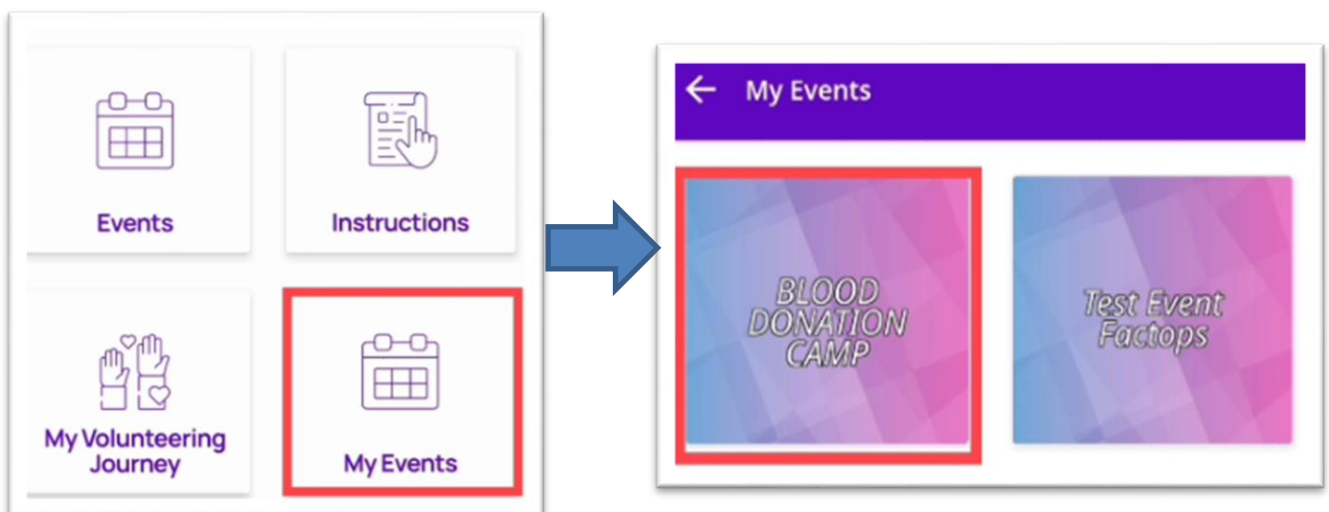 Events
Instructions
My Volunteering
Journey
My Events
My Events
BLOOD
DONATION
CAMP
Test Event
Factops